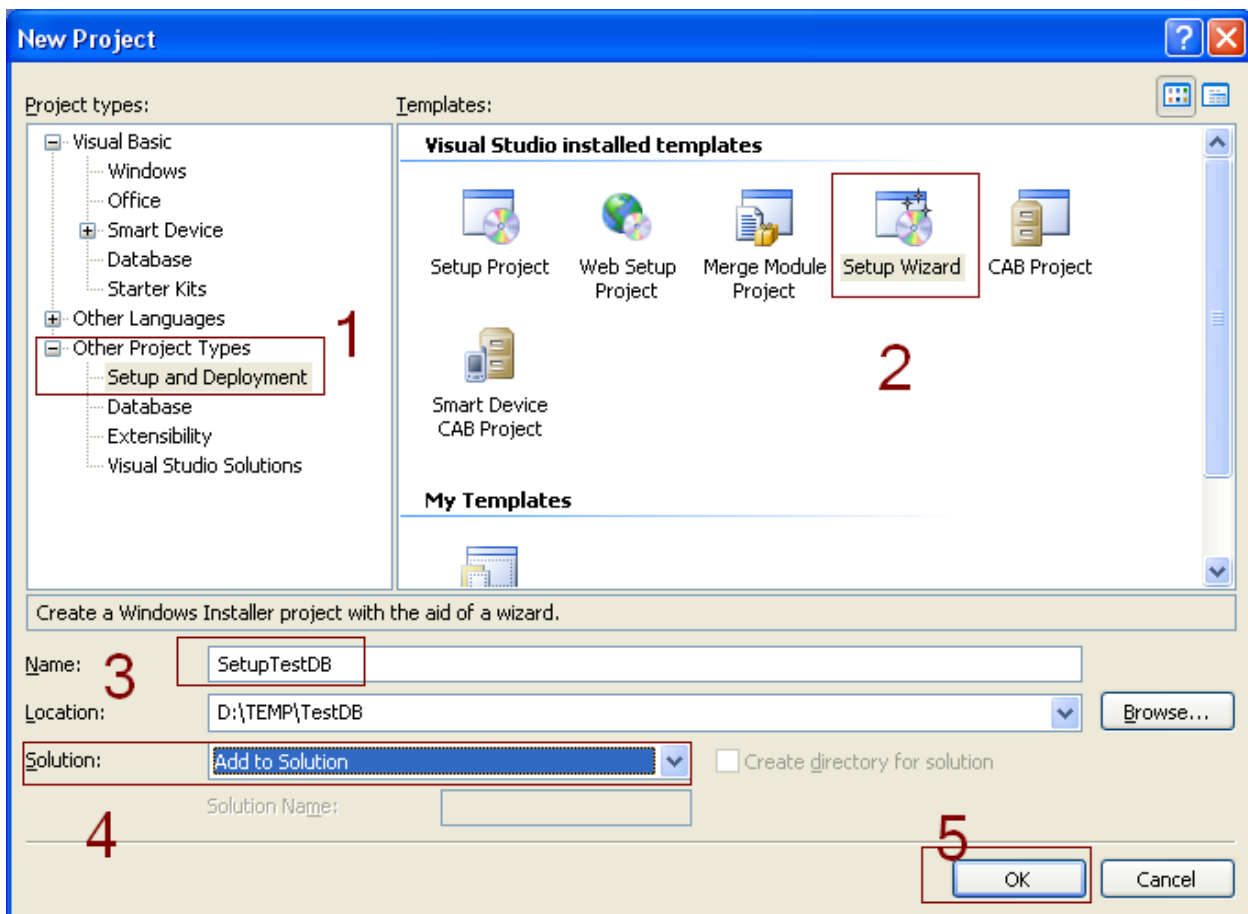 New Project
Project types:
Templates:
Visual Basic
Windows
Office
Smart Device
Database
Starter Kits
Other Languages
Other Project Types
1
Setup and Deployment
Database
Extensibility
Visual Studio Solutions
Visual Studio installed templates
Setup Project
Web Setup
Project
Merge Module
Project
Setup Wizard
CAB Project
2
Smart Device
CAB Project
My Templates
Create a Windows Installer project with the aid of a wizard.
Name:
3
SetupTestDB
Location:
D:\TEMP\TestDB
Browse...
Solution:
Add to Solution
Create directory for solution
4
Solution Name:
5
OK
Cancel